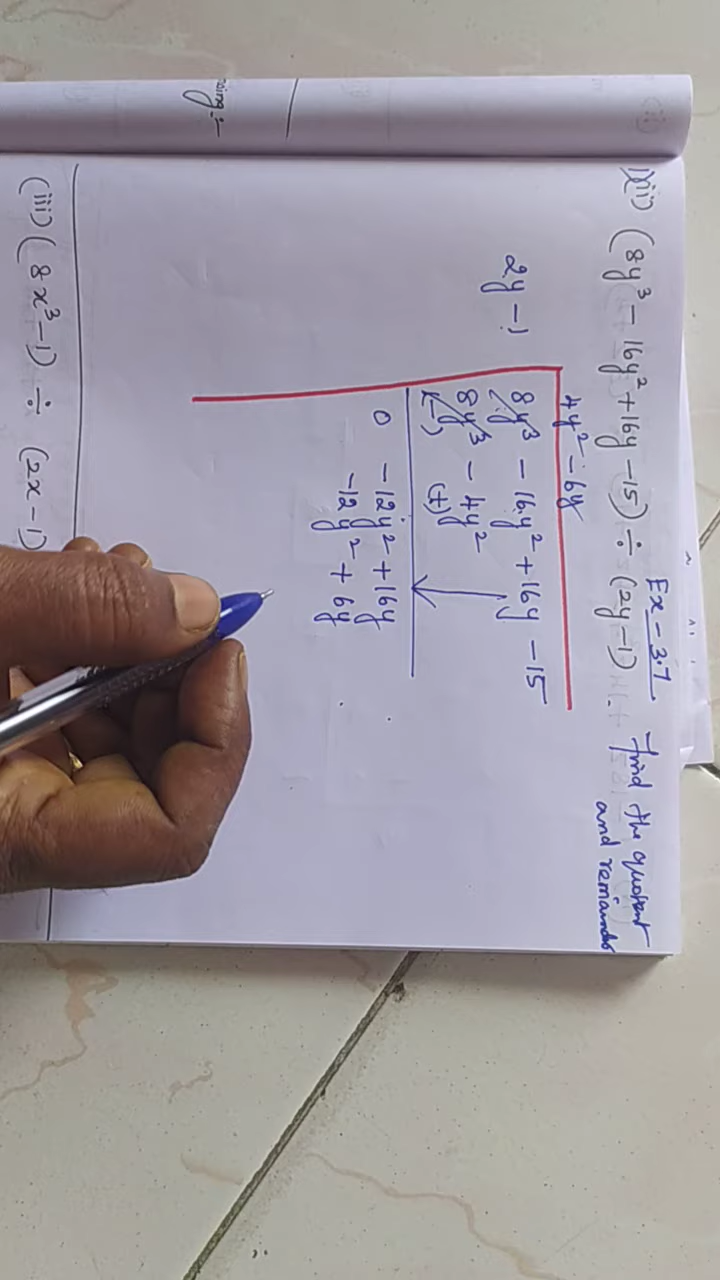 Ex - 3.7
(ii) (8y³ - 16y² + 16y - 15) ÷ (2y - 1) Find the quotient
and remainder
4y² - 6y
2y - 1 8y³ - 16y² + 16y - 15
8y³ - 4y²
(-) (+)
0 -12y² + 16y
-12y² + 6y
(iii) (8x³ - 1) ÷ (2x - 1)